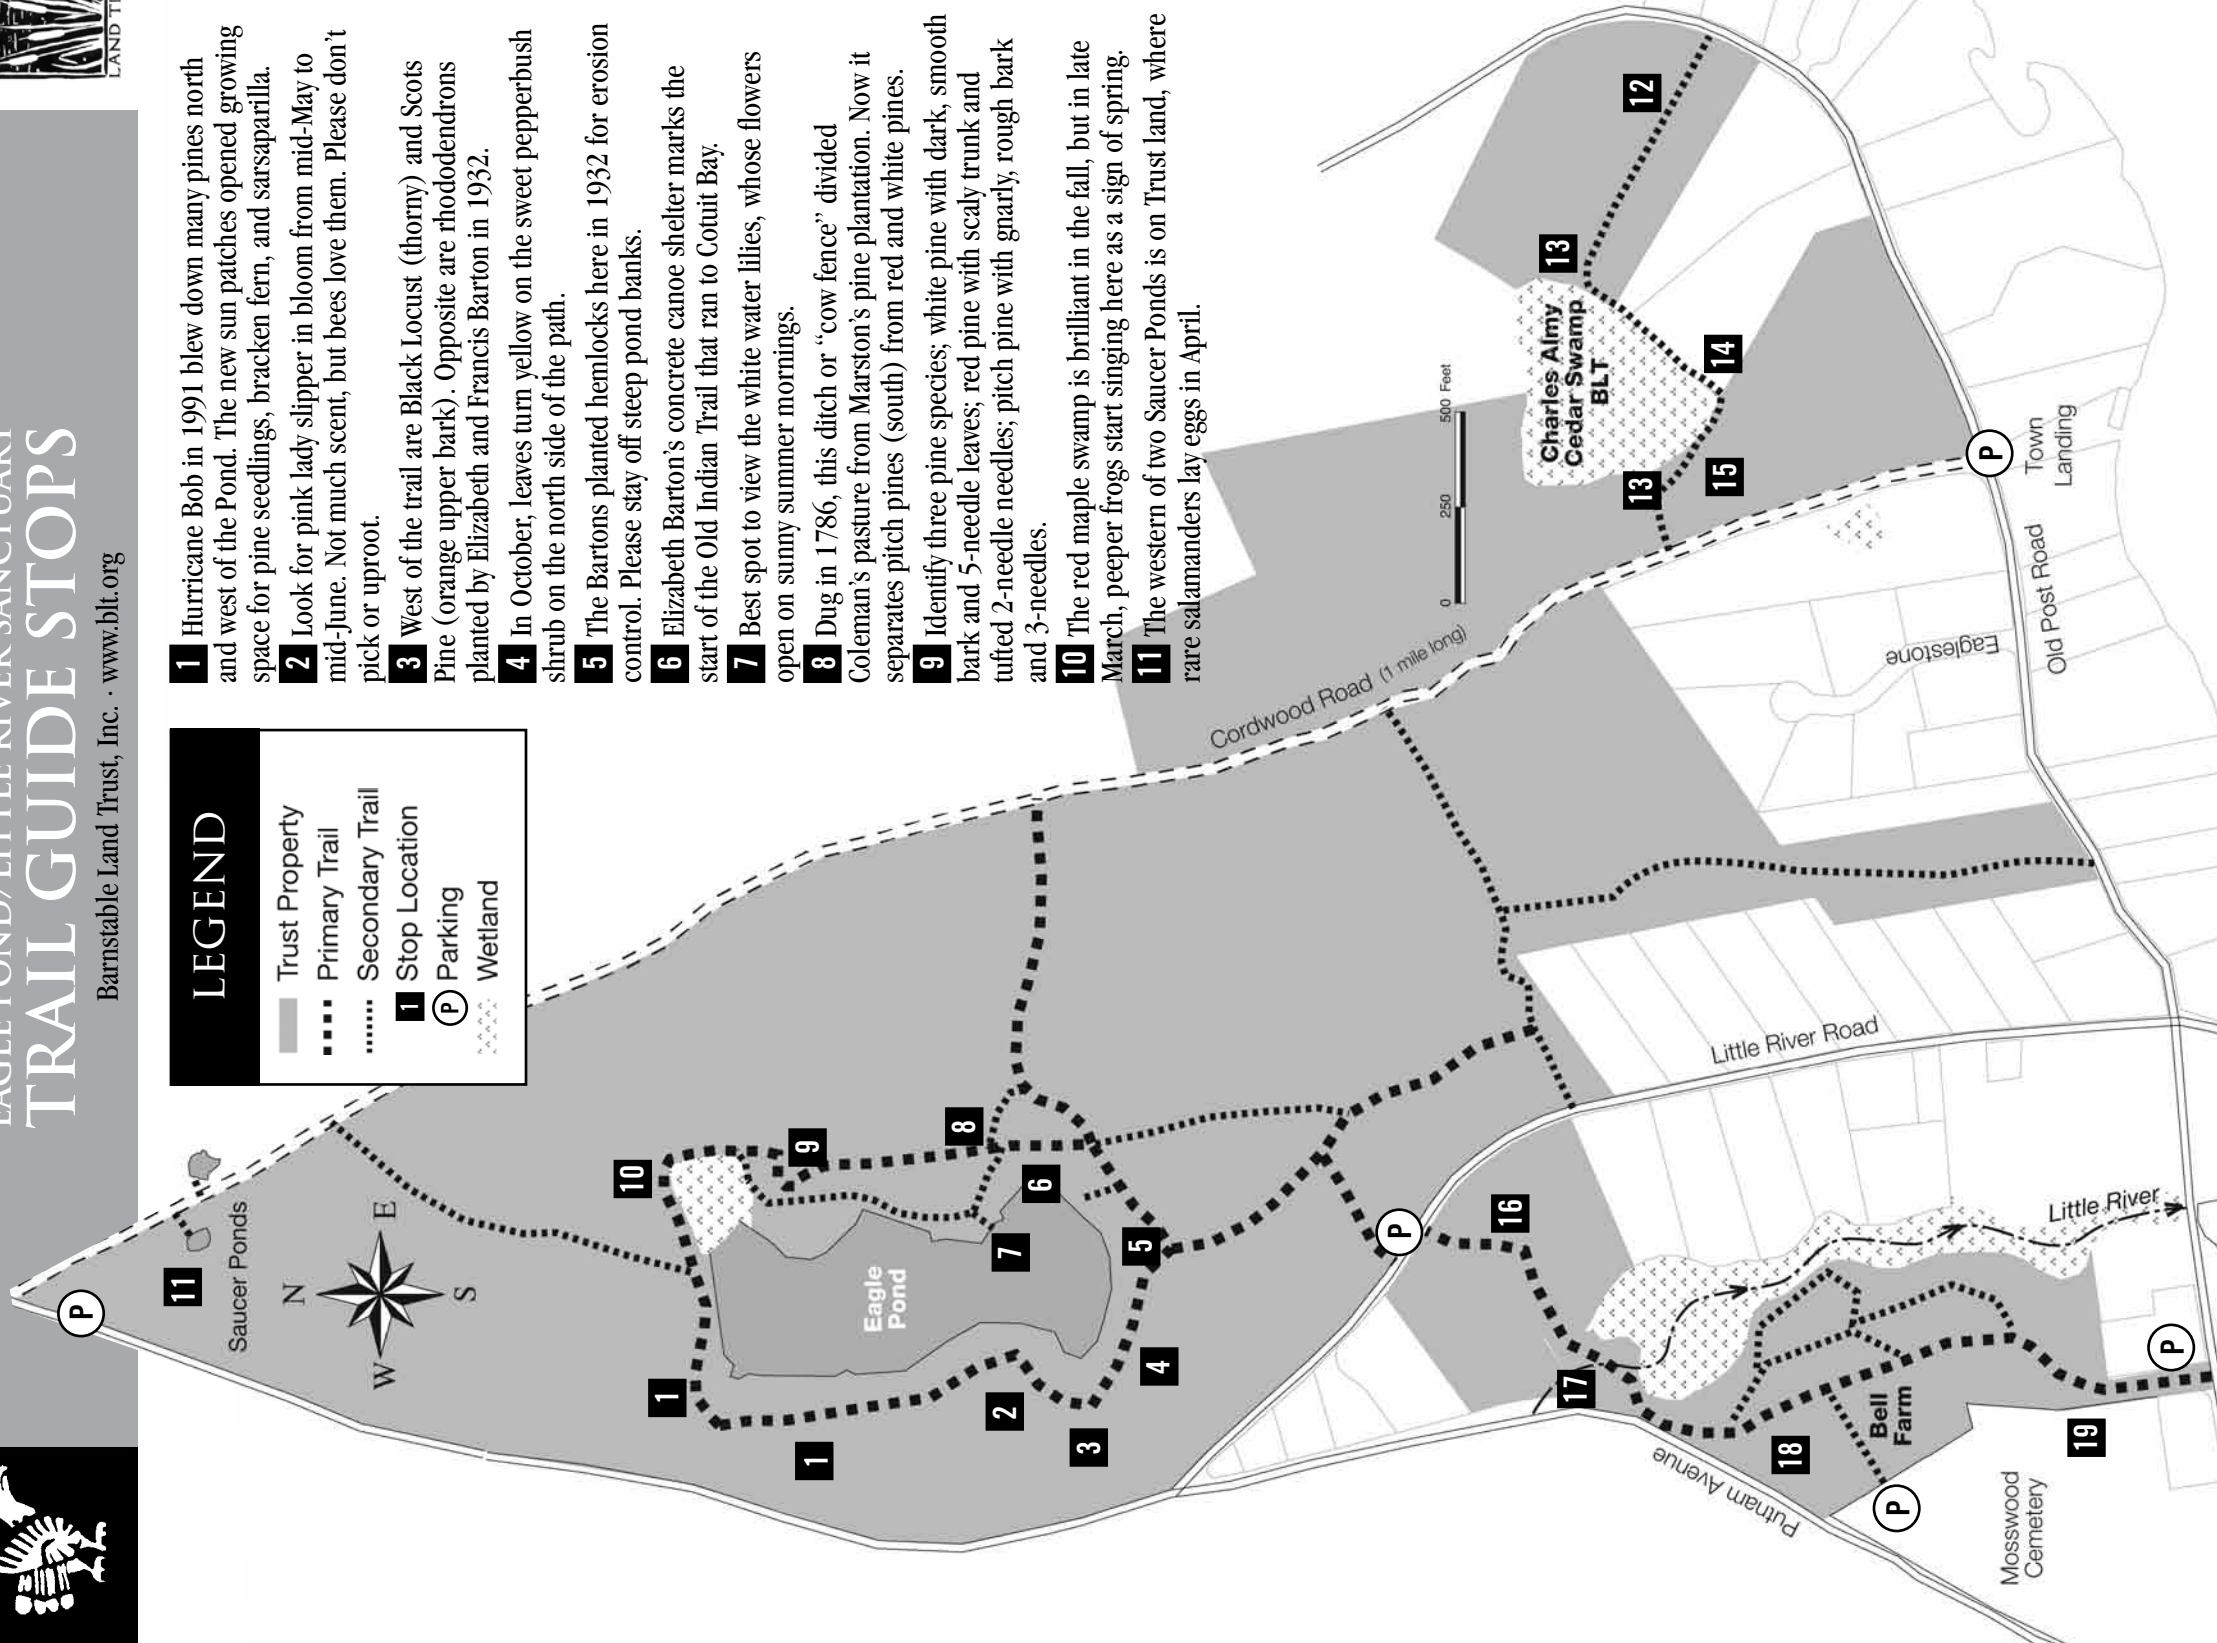 LAND TR
EAGLE POND/LITTLE RIVER SANCTUARY
TRAIL GUIDE STOPS
Barnstable Land Trust, Inc. · www.blt.org
LEGEND
Trust Property
Primary Trail
Secondary Trail
1 Stop Location
P Parking
Wetland
1 Hurricane Bob in 1991 blew down many pines north
and west of the Pond. The new sun patches opened growing
space for pine seedlings, bracken fern, and sarsaparilla.
2 Look for pink lady slipper in bloom from mid-May to
mid-June. Not much scent, but bees love them. Please don't
pick or uproot.
3 West of the trail are Black Locust (thorny) and Scots
Pine (orange upper bark). Opposite are rhododendrons
planted by Elizabeth and Francis Barton in 1932.
4 In October, leaves turn yellow on the sweet pepperbush
shrub on the north side of the path.
5 The Bartons planted hemlocks here in 1932 for erosion
control. Please stay off steep pond banks.
6 Elizabeth Barton's concrete canoe shelter marks the
start of the Old Indian Trail that ran to Cotuit Bay.
7 Best spot to view the white water lilies, whose flowers
open on sunny summer mornings.
8 Dug in 1786, this ditch or “cow fence” divided
Coleman's pasture from Marston's pine plantation. Now it
separates pitch pines (south) from red and white pines.
9 Identify three pine species; white pine with dark, smooth
bark and 5-needle leaves; red pine with scaly trunk and
tufted 2-needle needles; pitch pine with gnarly, rough bark
and 3-needles.
10 The red maple swamp is brilliant in the fall, but in late
March, peeper frogs start singing here as a sign of spring.
11 The western of two Saucer Ponds is on Trust land, where
rare salamanders lay eggs in April.
P
11
Saucer Ponds
N
W
E
S
10
9
8
1
Eagle
Pond
7
6
5
1
2
3
4
Cordwood Road (1 mile long)
0
250
500 Feet
Charles Almy
Cedar Swamp
BLT
12
13
13
14
15
P
Town
Landing
Eaglestone
Old Post Road
P
16
Little River Road
17
Little River
Putnam Avenue
18
Bell
Farm
P
Mosswood
Cemetery
19
P